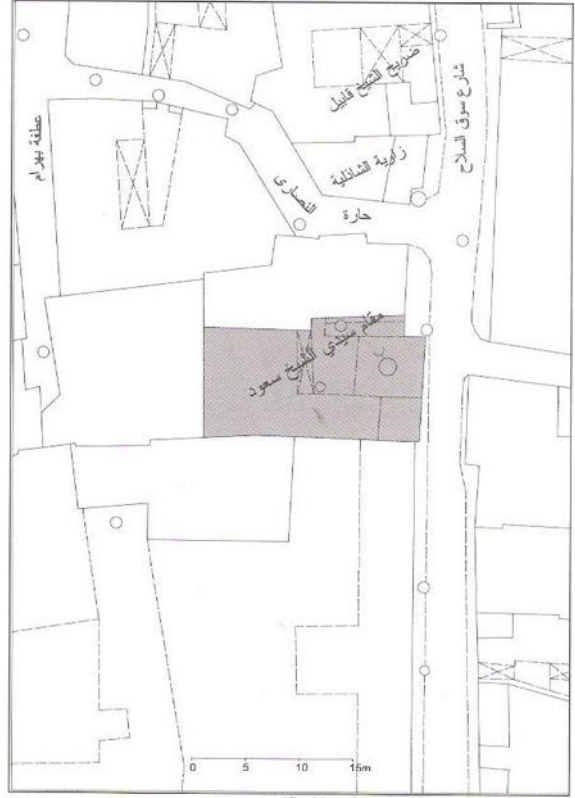 ضريح الشيخ قابيل
شارع سوق السلاح
عطفة بهرام
زاوية الشاذلية
حارة
النصارى
مقام سيدي الشيخ سعود
0 5 10 15m